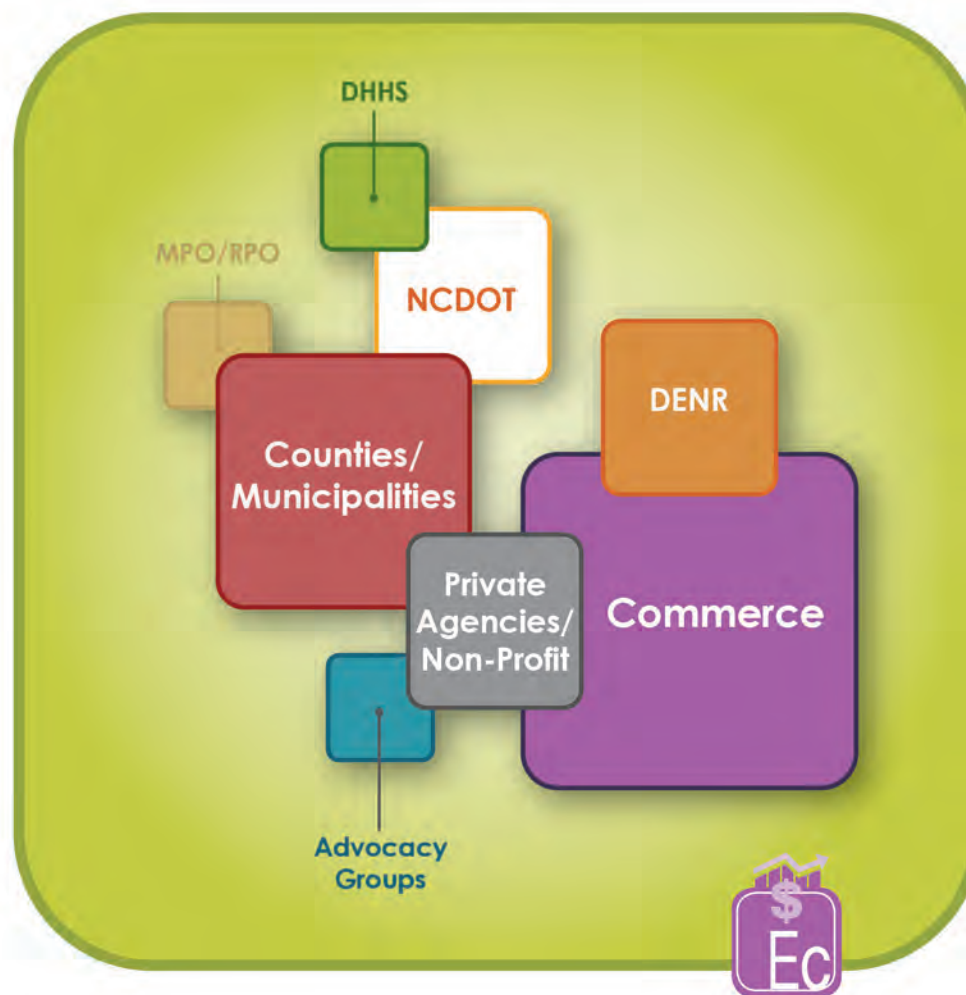 DHHS
MPO/RPO
NCDOT
DENR
Counties/
Municipalities
Private
Agencies/
Non-Profit
Commerce
Advocacy
Groups
$
Ec